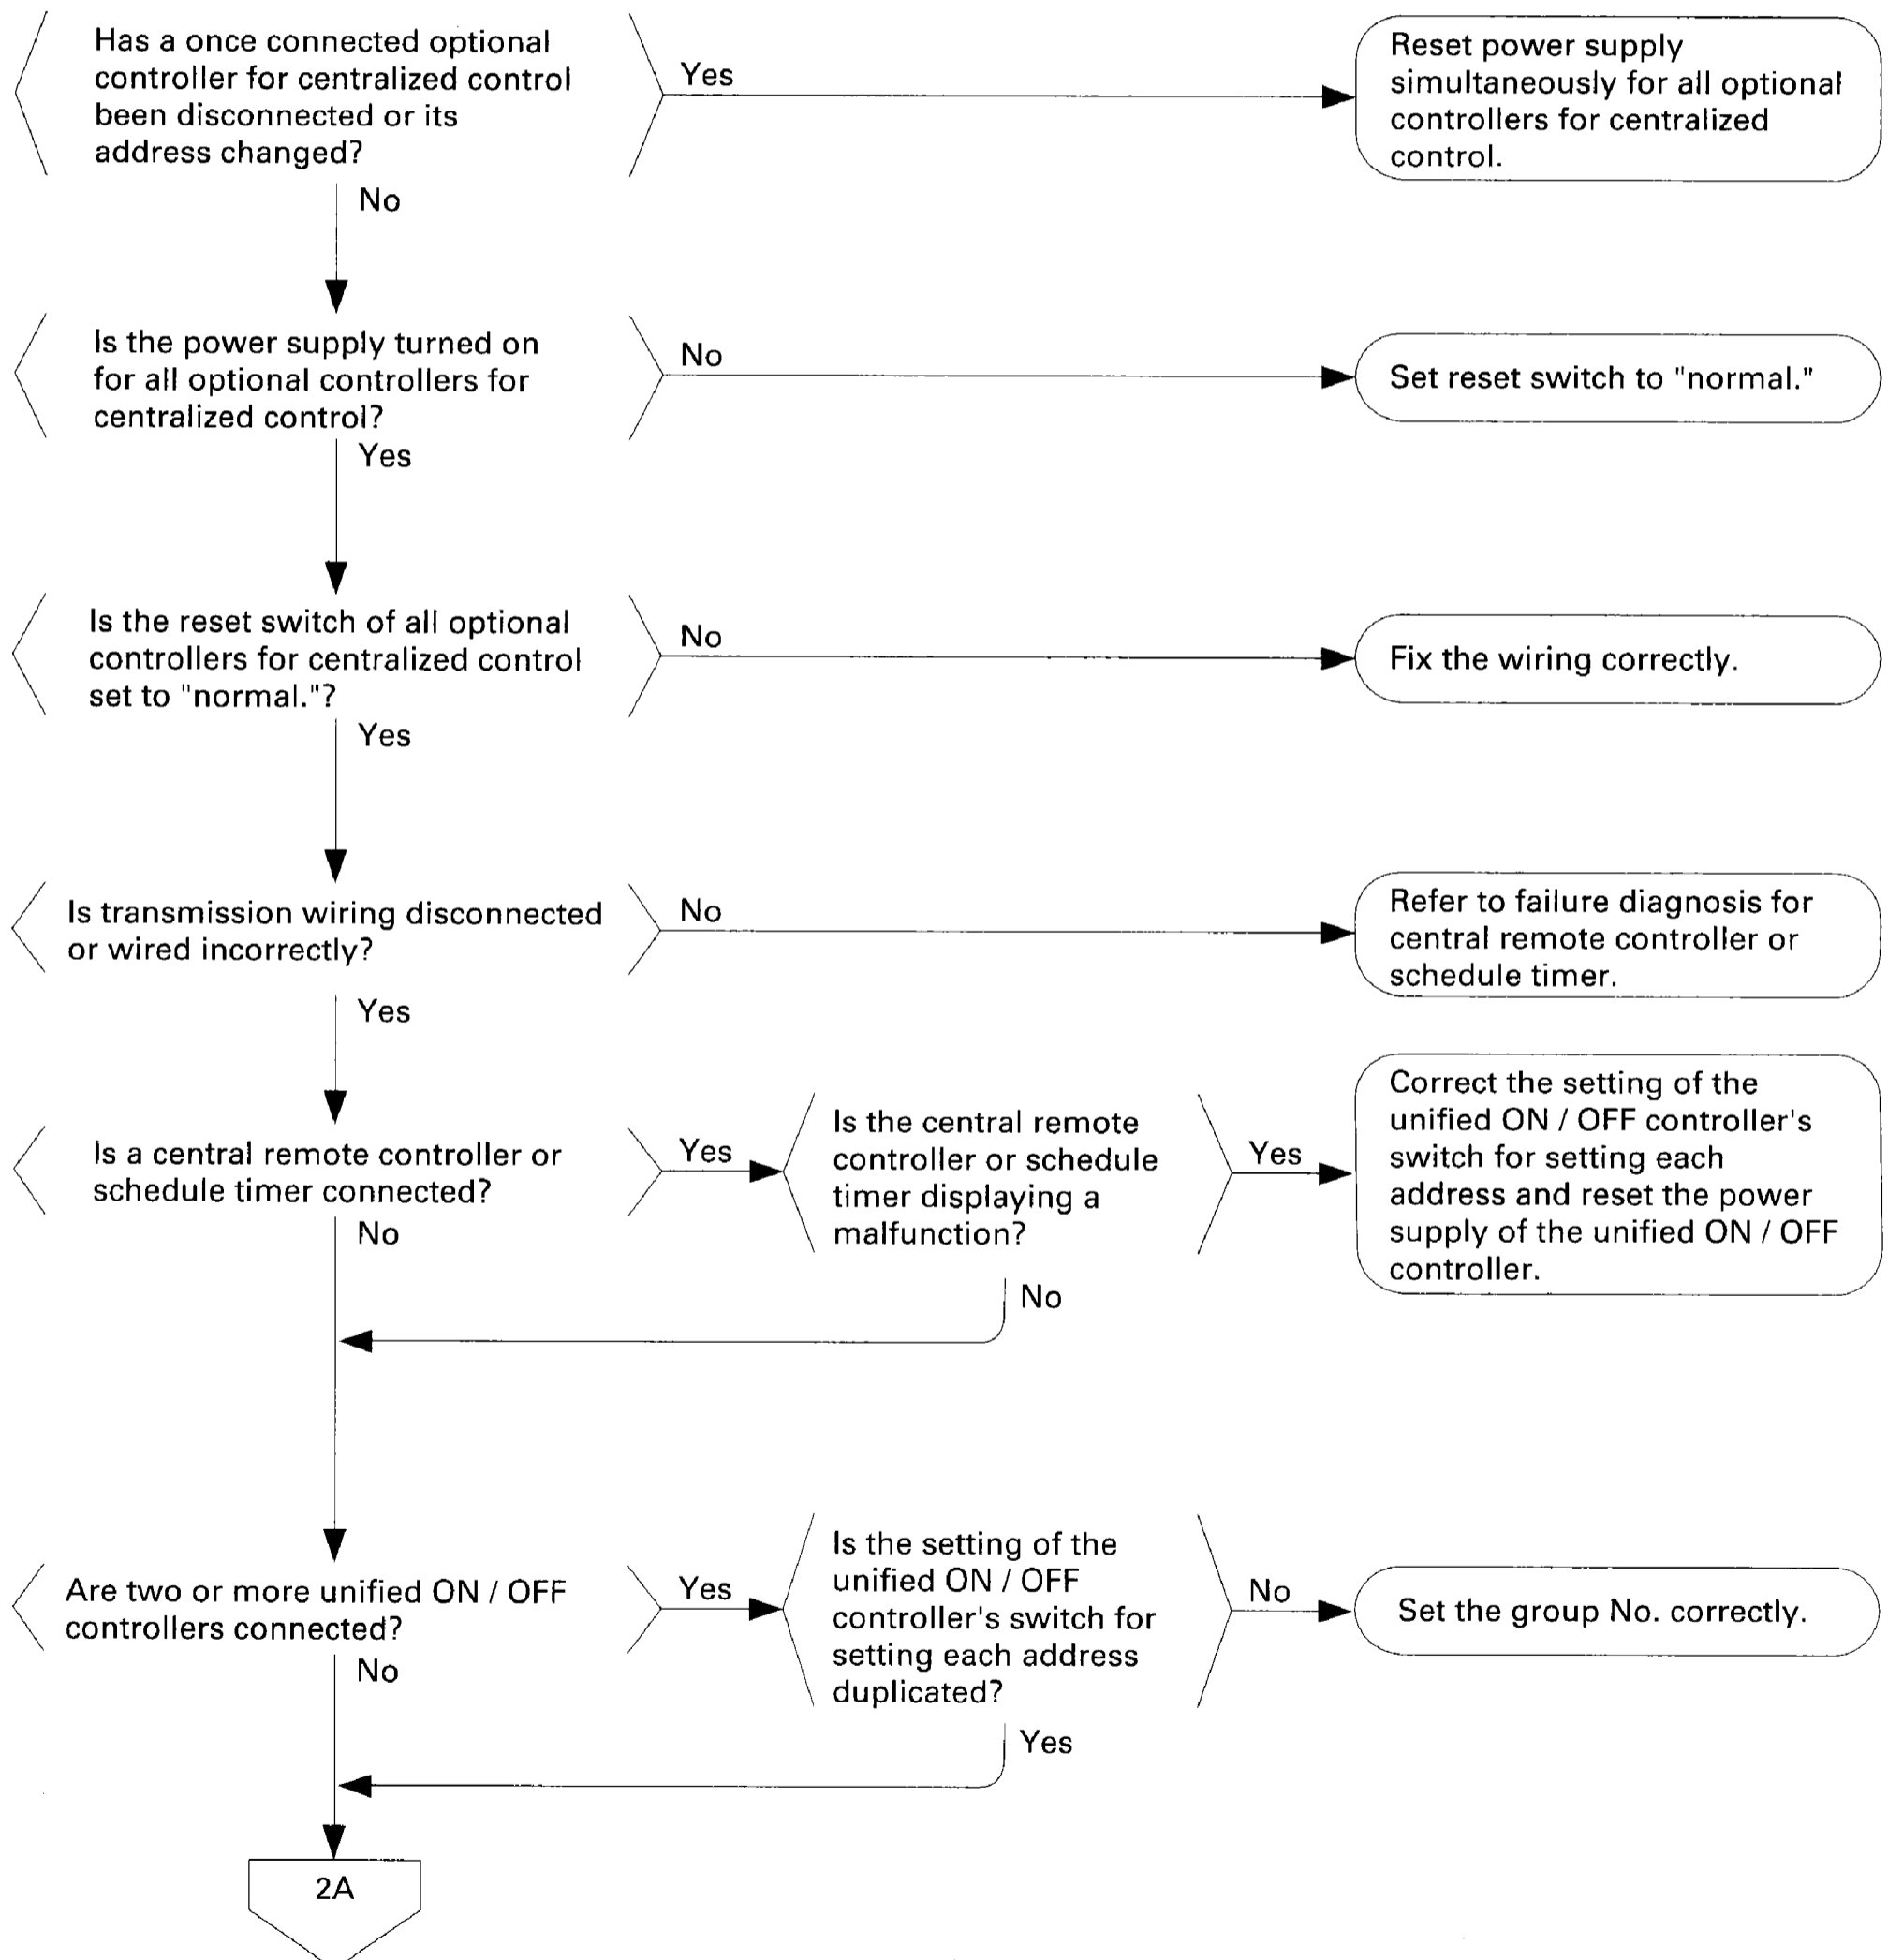 Has a once connected optional
controller for centralized control
been disconnected or its
address changed?
Yes
Reset power supply
simultaneously for all optional
controllers for centralized
control.
No
Is the power supply turned on
for all optional controllers for
centralized control?
No
Set reset switch to "normal."
Yes
Is the reset switch of all optional
controllers for centralized control
set to "normal."?
No
Fix the wiring correctly.
Yes
Is transmission wiring disconnected
or wired incorrectly?
No
Refer to failure diagnosis for
central remote controller or
schedule timer.
Yes
Is a central remote controller or
schedule timer connected?
Yes
Is the central remote
controller or schedule
timer displaying a
malfunction?
Yes
Correct the setting of the
unified ON / OFF controller's
switch for setting each
address and reset the power
supply of the unified ON / OFF
controller.
No
No
Are two or more unified ON / OFF
controllers connected?
Yes
Is the setting of the
unified ON / OFF
controller's switch for
setting each address
duplicated?
No
Set the group No. correctly.
No
Yes
2A